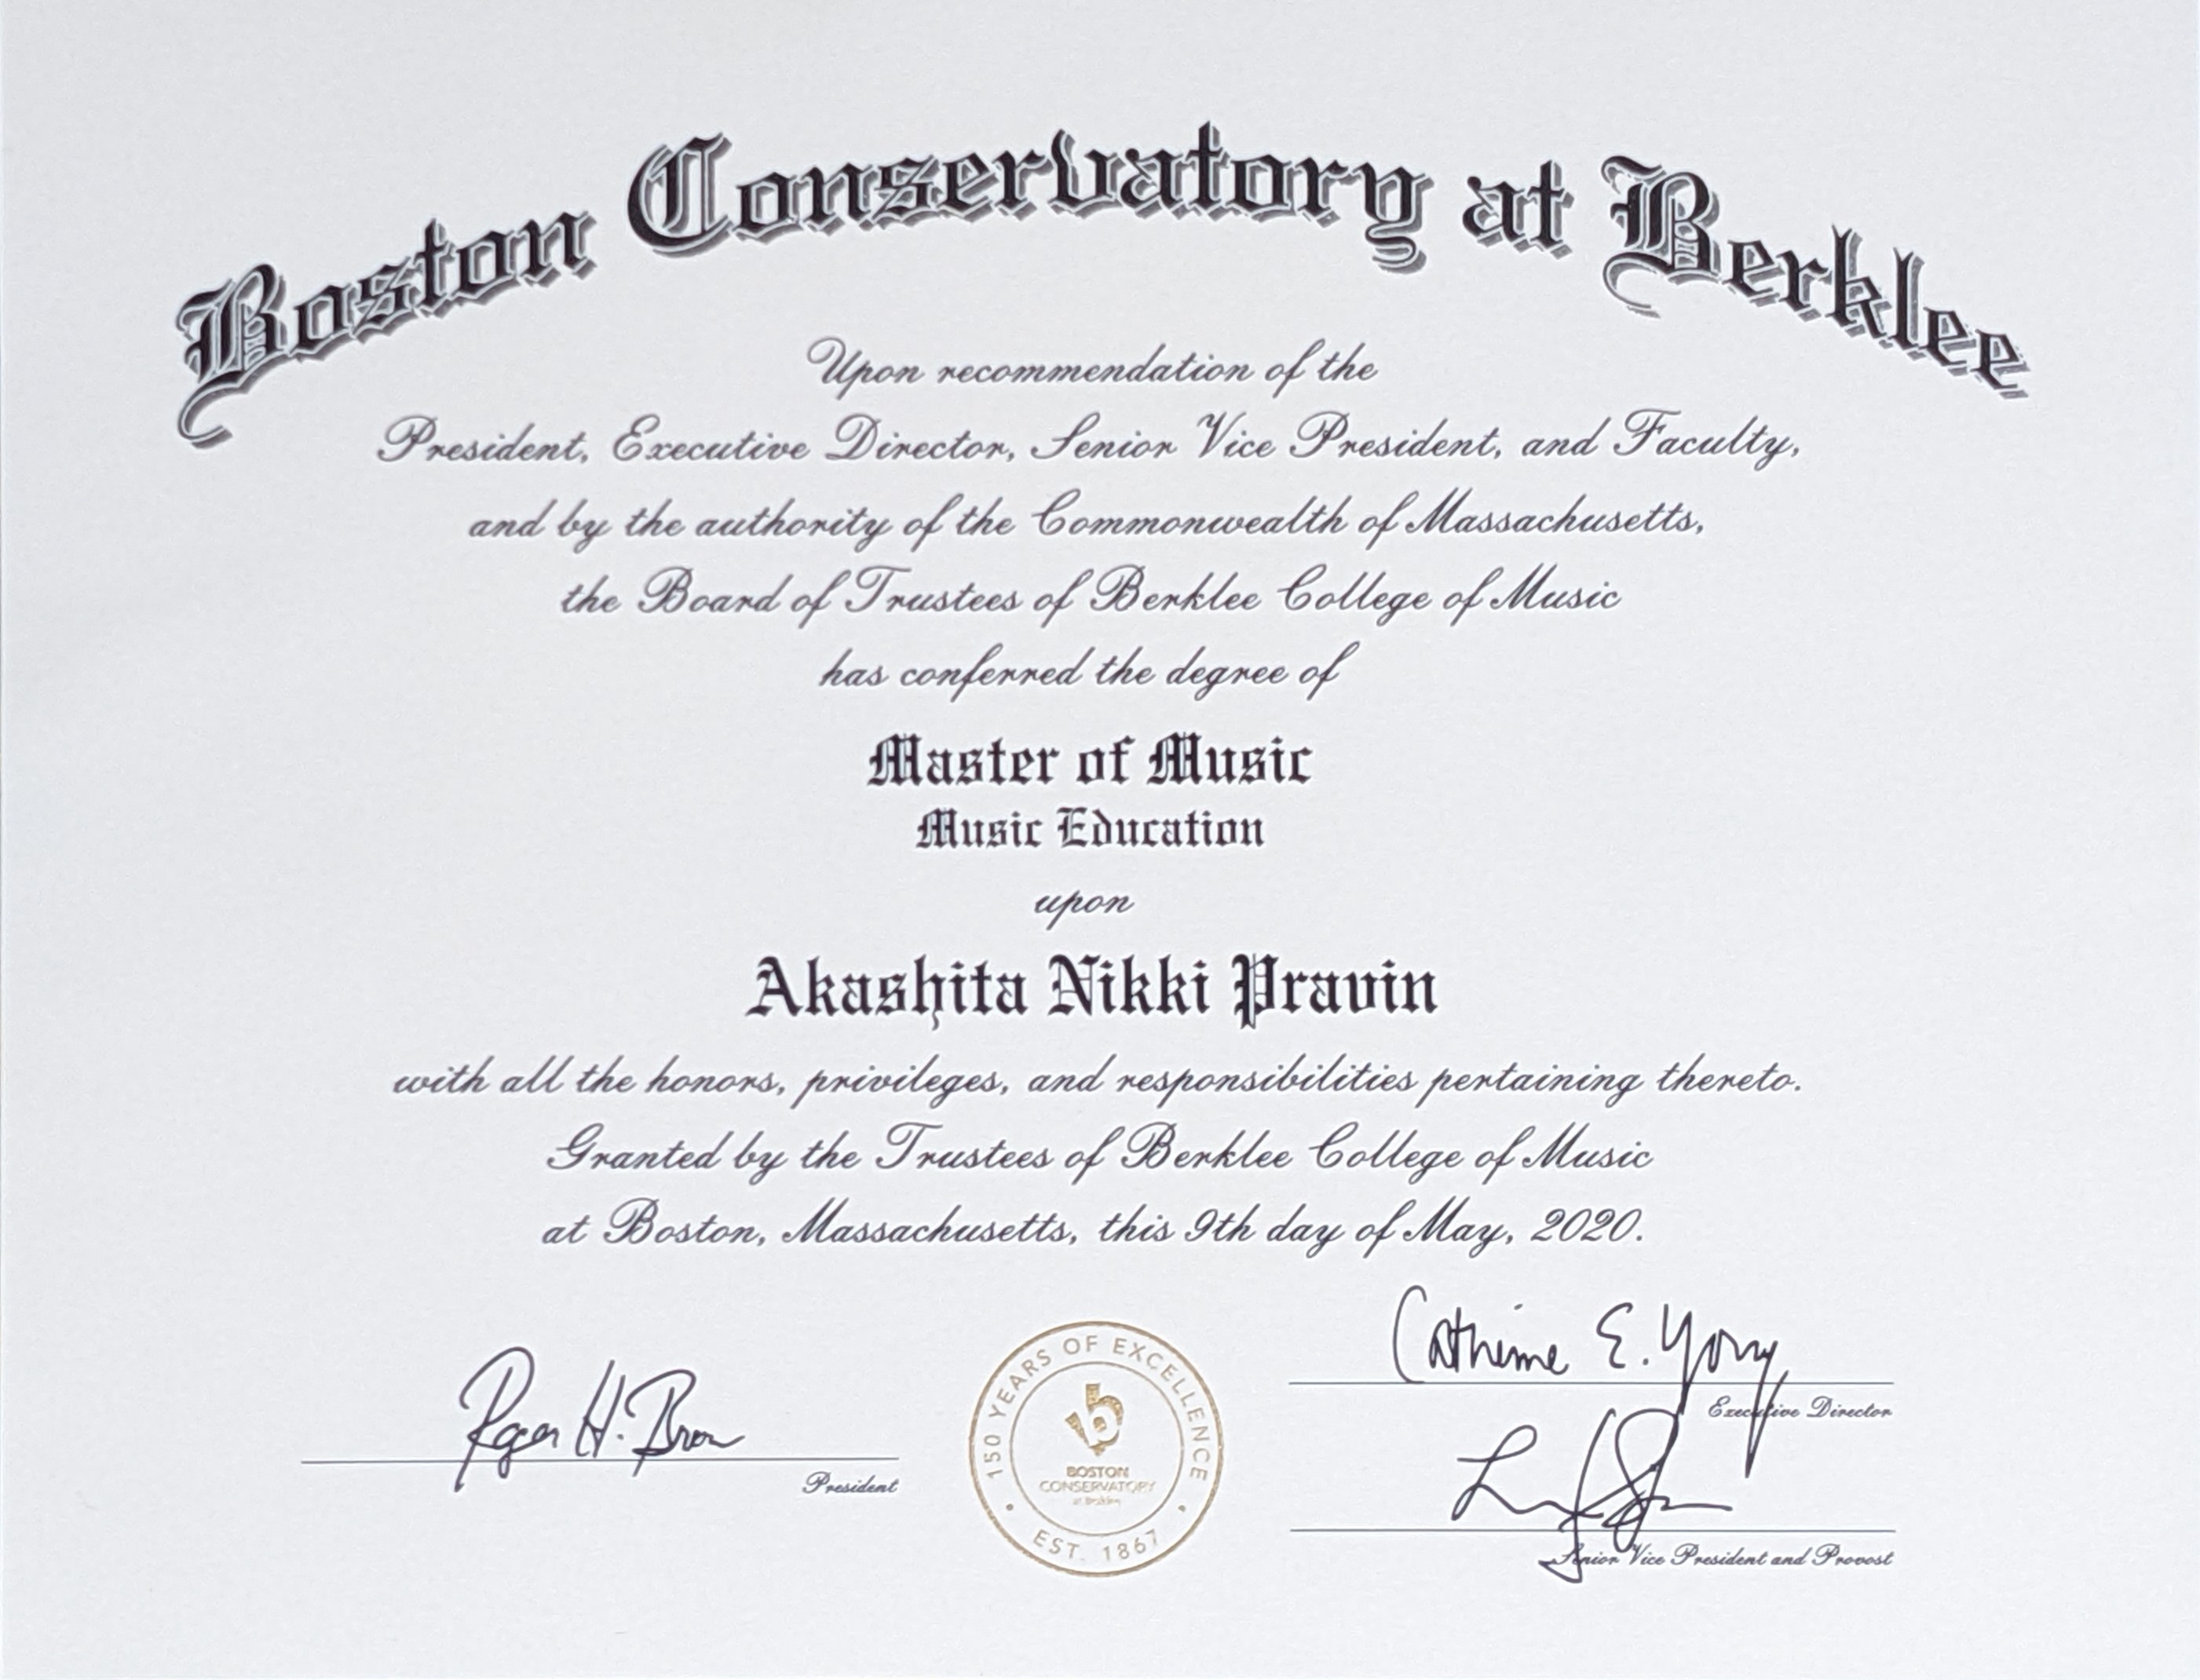 Boston Conservatory at Berklee
Upon recommendation of the
President, Executive Director, Senior Vice President, and Faculty,
and by the authority of the Commonwealth of Massachusetts,
the Board of Trustees of Berklee College of Music
has conferred the degree of
Master of Music
Music Education
upon
Akashita Nikki Pravin
with all the honors, privileges, and responsibilities pertaining thereto.
Granted by the Trustees of Berklee College of Music
at Boston, Massachusetts, this 9th day of May, 2020.
Roger H. Brown
President
150 YEARS OF EXCELLENCE
BOSTON
CONSERVATORY
at Berklee
EST. 1867
Catherine E. Young
Executive Director
Senior Vice President and Provost